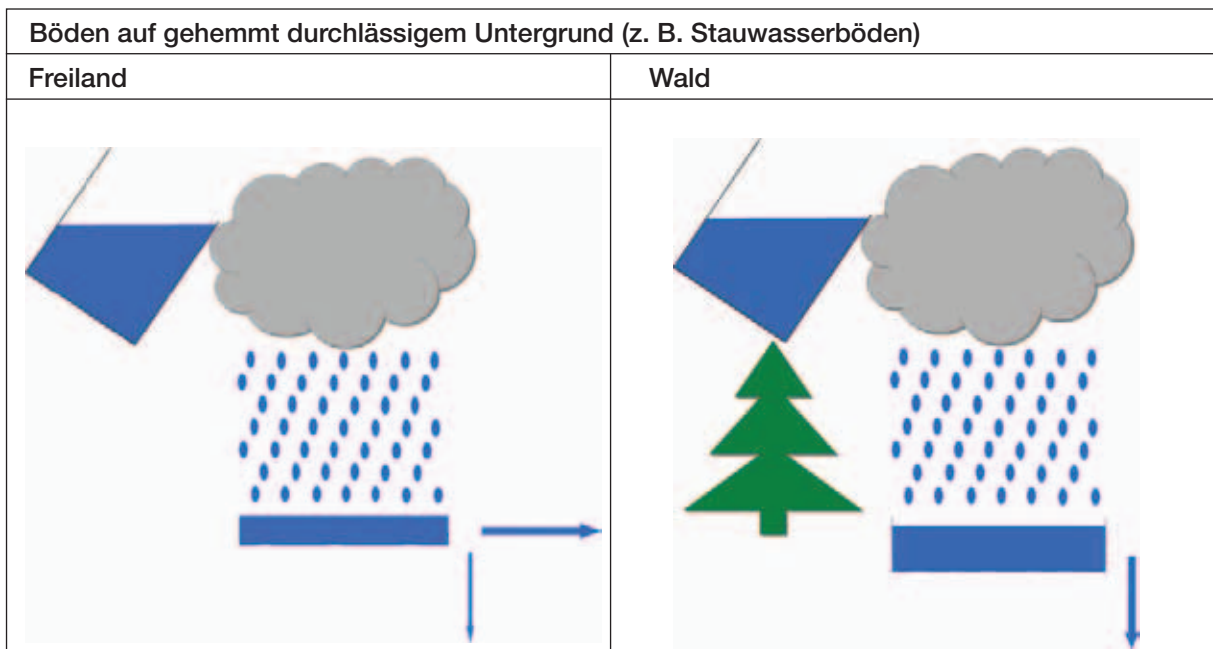 Böden auf gehemmt durchlässigem Untergrund (z. B. Stauwasserböden)
Freiland
Wald